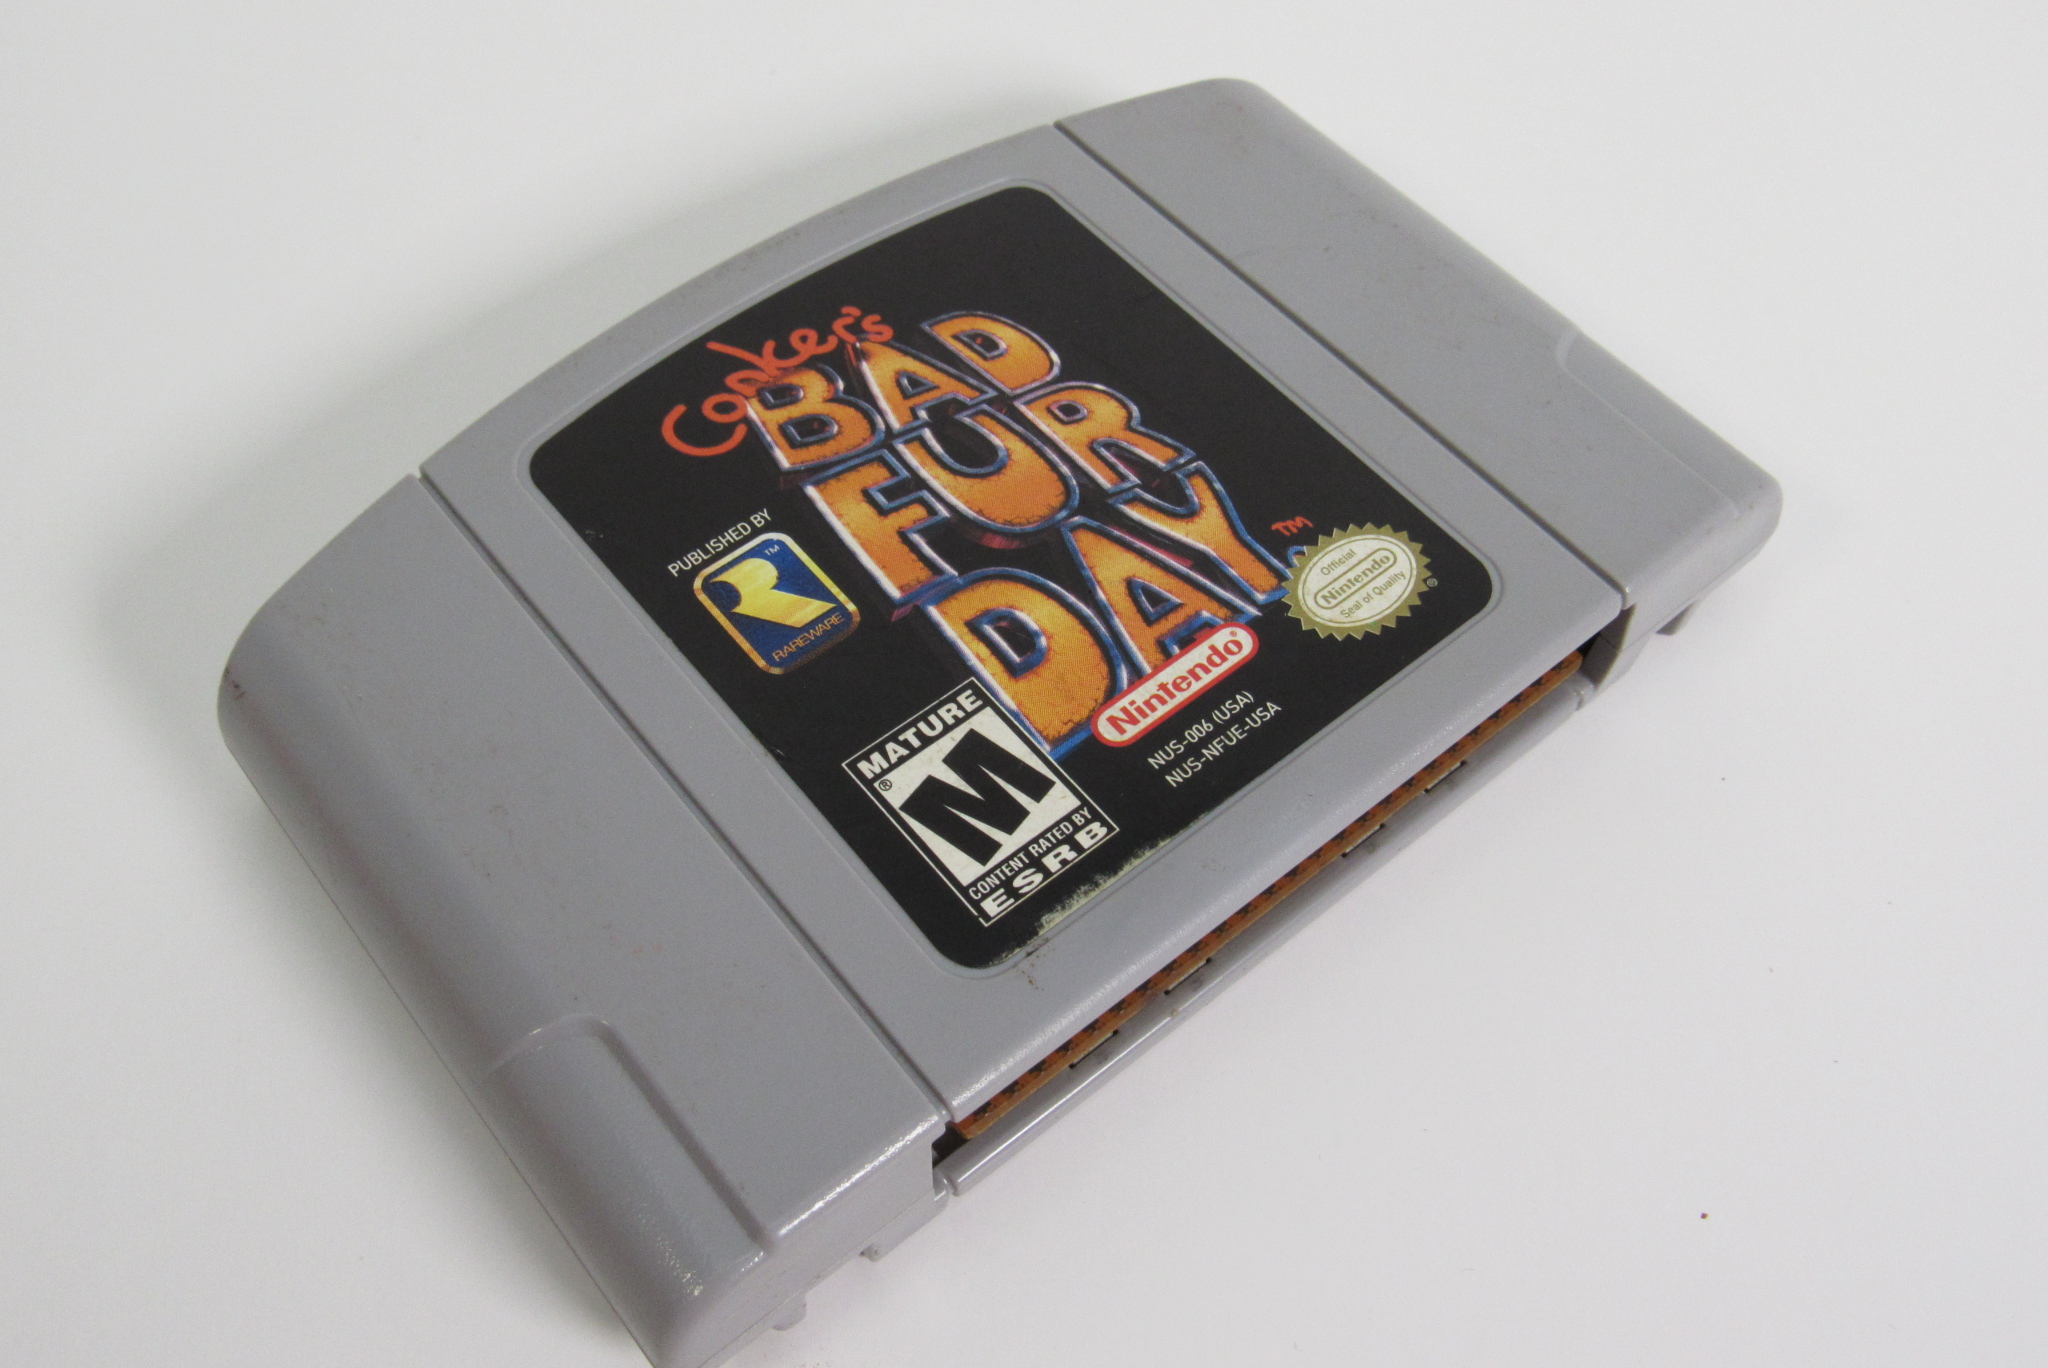 Conker's
BAD
FUR
DAY
TM
PUBLISHED BY
TM
RAREWARE
Official
Nintendo
Seal of Quality
®
Nintendo®
NUS-006 (USA)
NUS-NFUE-USA
MATURE
M
®
CONTENT RATED BY
ESRB